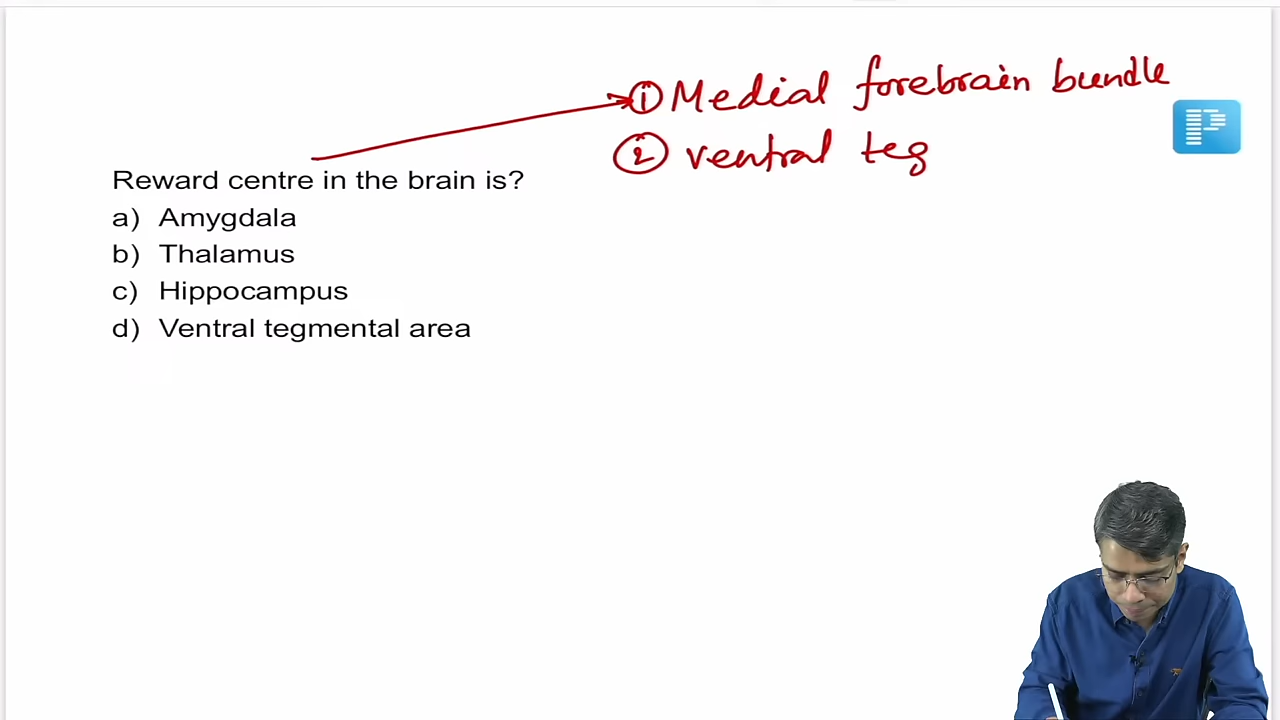 ① Medial forebrain bundle
② ventral teg
Reward centre in the brain is?
a) Amygdala
b) Thalamus
c) Hippocampus
d) Ventral tegmental area